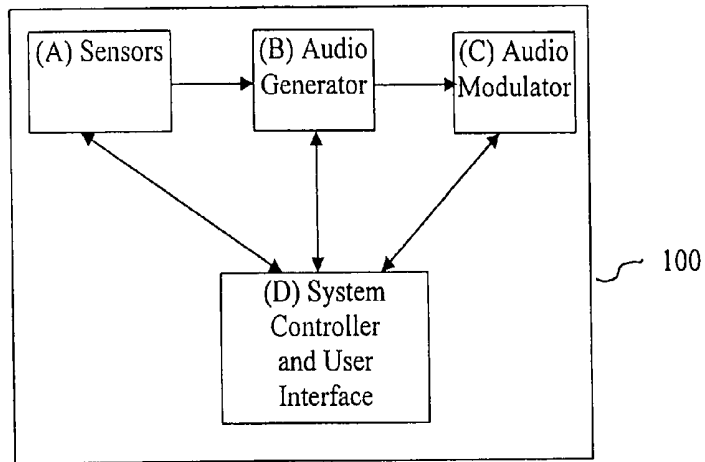 (A) Sensors
(B) Audio
Generator
(C) Audio
Modulator
(D) System
Controller
and User
Interface
100